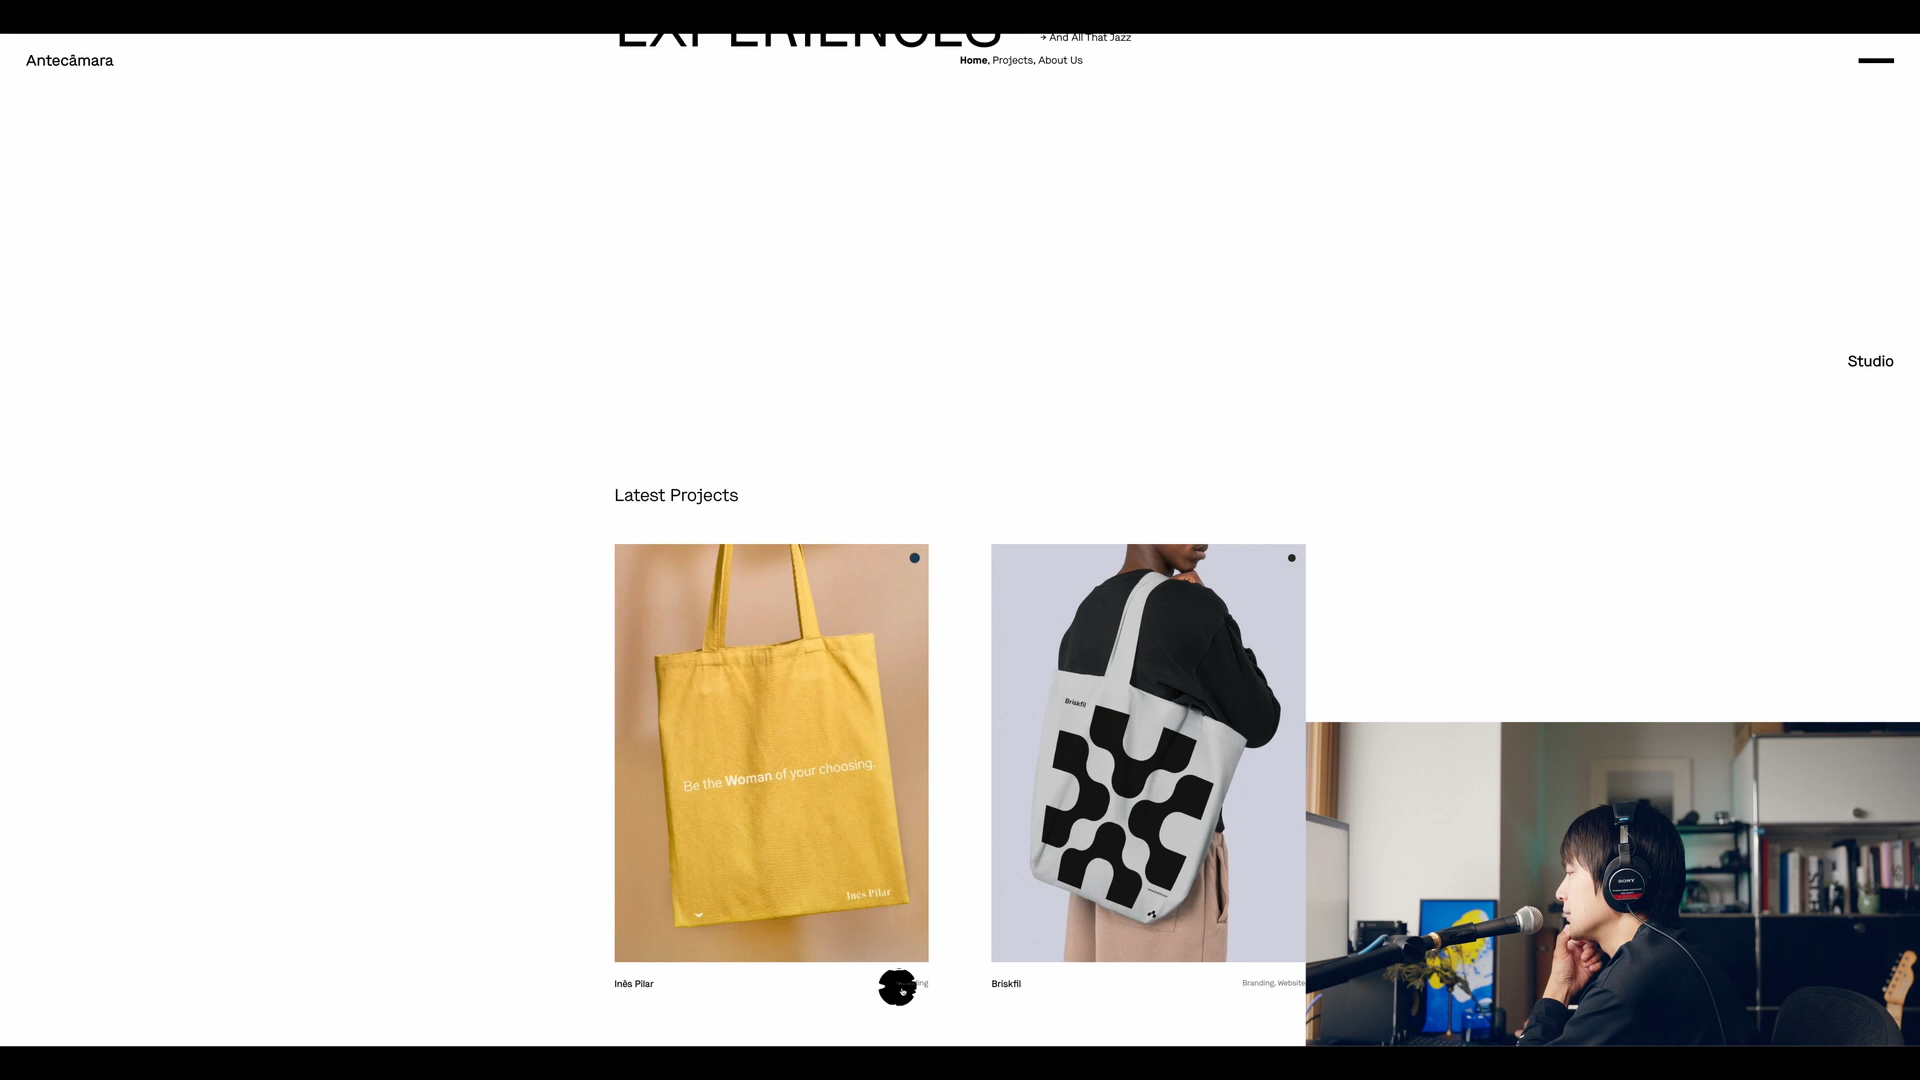 EXPERIENCES
→ And All That Jazz
Antecâmara
Home, Projects, About Us
Studio
Latest Projects
Be the Woman of your choosing.
Inês Pilar
Briskfil
SONY
Inês Pilar
Briskfil
Branding, Website